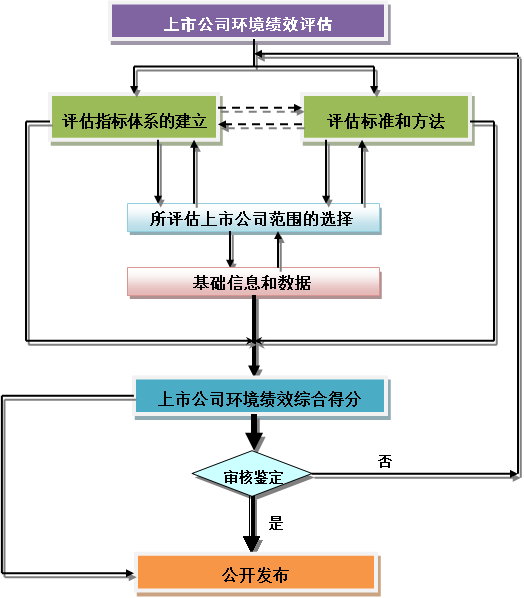 上市公司环境绩效评估
评估指标体系的建立
评估标准和方法
所评估上市公司范围的选择
基础信息和数据
上市公司环境绩效综合得分
审核鉴定
否
是
公开发布